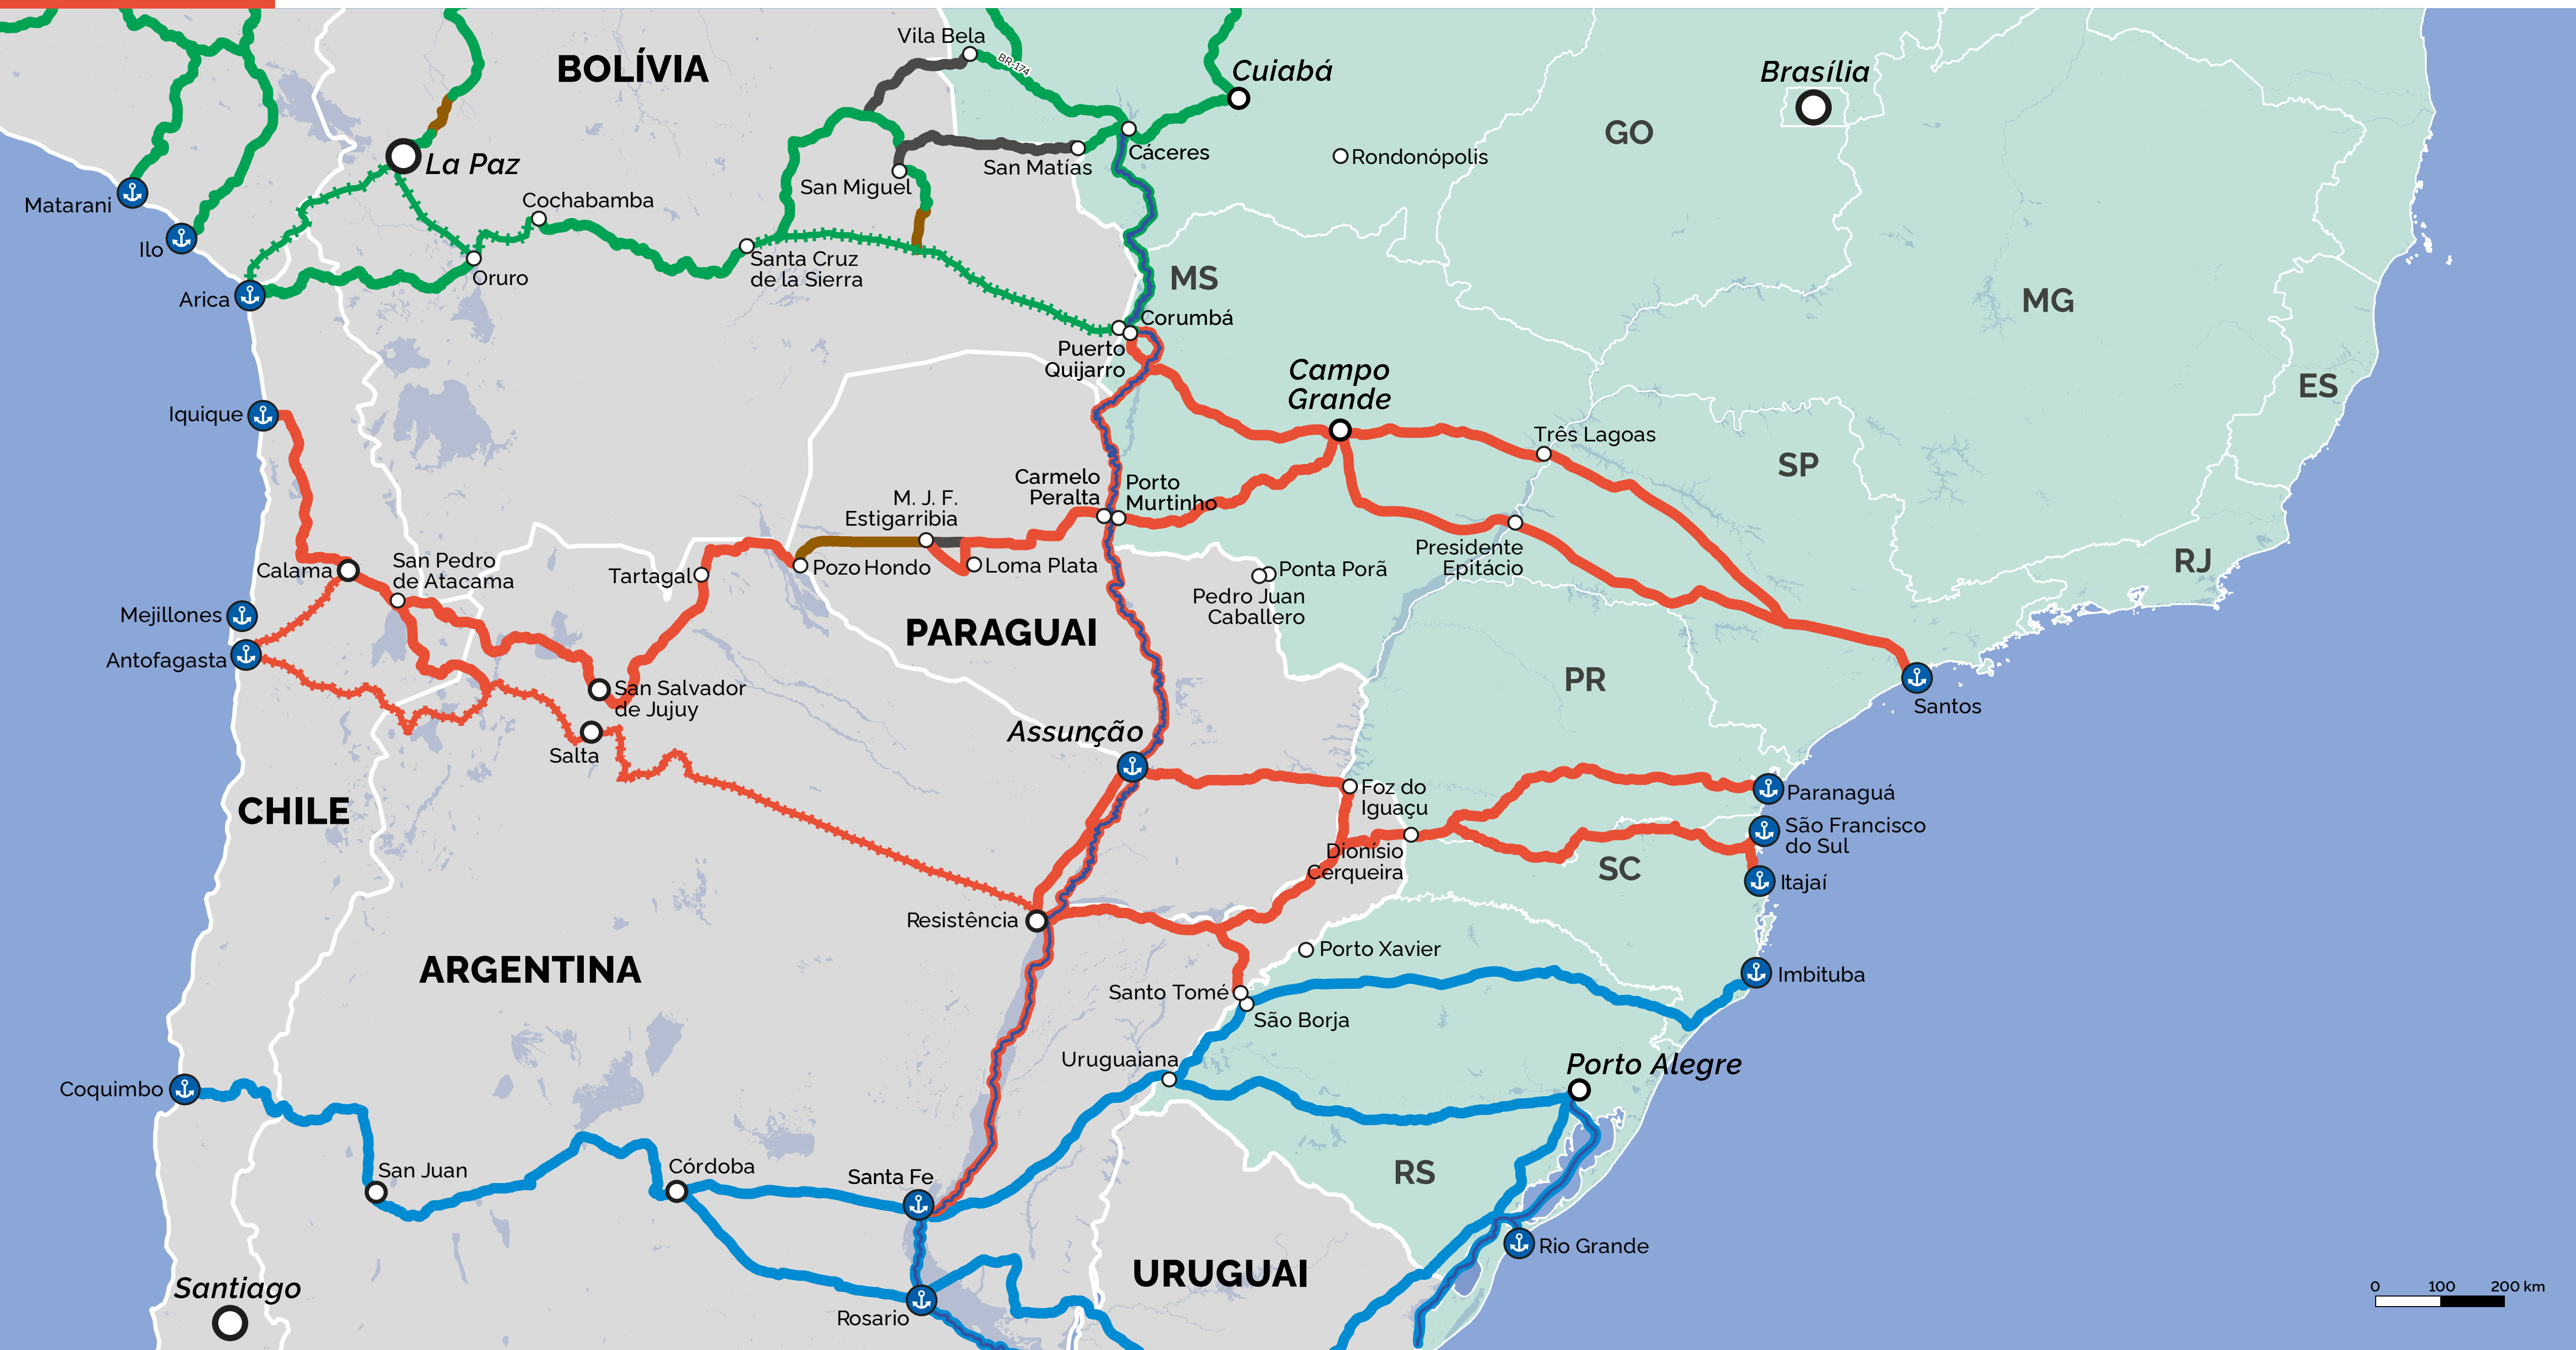 Vila Bela
BR-174
BOLÍVIA
Cuiabá
Brasília
GO
La Paz
Cáceres
San Matías
Rondonópolis
San Miguel
Matarani
Cochabamba
Ilo
Santa Cruz
de la Sierra
Oruro
MS
Arica
MG
Corumbá
Puerto
Quijarro
Campo
Grande
ES
Iquique
Três Lagoas
SP
Carmelo
Peralta
Porto
Murtinho
M. J. F.
Estigarribia
Presidente
Epitácio
RJ
Calama
San Pedro
de Atacama
Tartagal
Pozo Hondo
Loma Plata
Ponta Porã
Pedro Juan
Caballero
Mejillones
PARAGUAI
Antofagasta
PR
San Salvador
de Jujuy
Santos
Assunção
Salta
Foz do
Iguaçu
Paranaguá
CHILE
São Francisco
do Sul
Dionísio
Cerqueira
SC
Itajaí
Resistência
Porto Xavier
ARGENTINA
Imbituba
Santo Tomé
São Borja
Uruguaiana
Porto Alegre
Coquimbo
San Juan
Córdoba
Santa Fe
RS
Rio Grande
URUGUAI
Santiago
Rosario
0 100 200 km